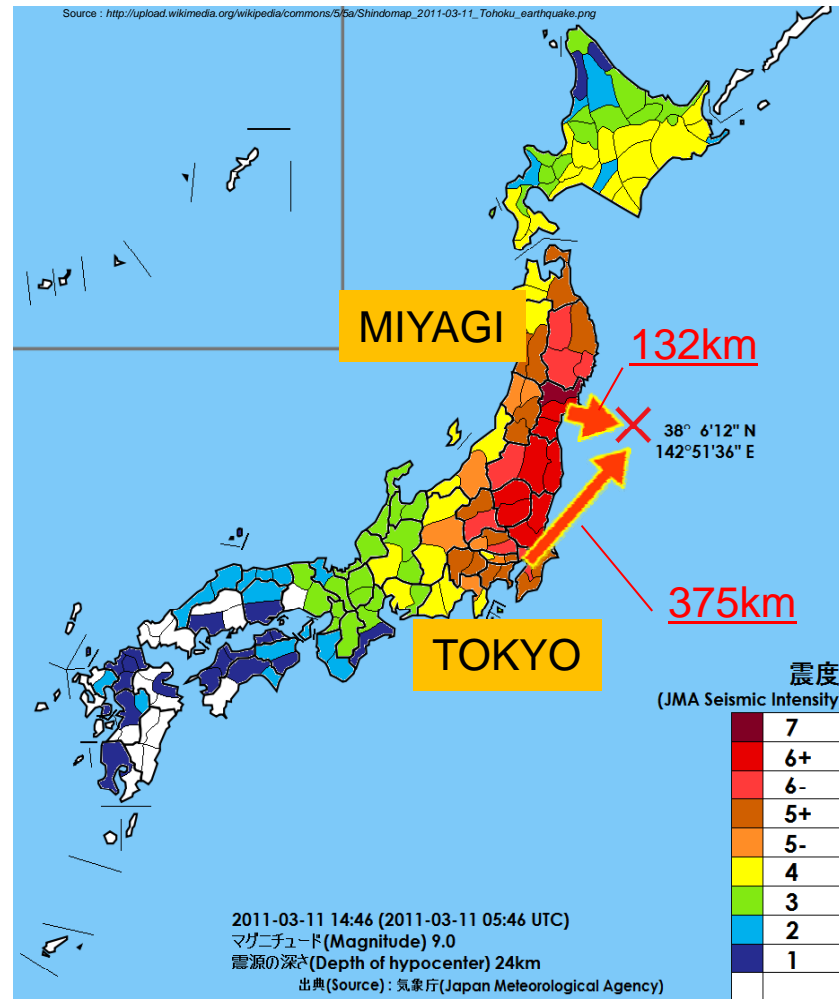 Source : http://upload.wikimedia.org/wikipedia/commons/5/5a/Shindomap_2011-03-11_Tohoku_earthquake.png
MIYAGI
132km
38° 6'12" N
142°51'36" E
375km
TOKYO
震度
(JMA Seismic Intensity
7
6+
6-
5+
5-
4
3
2
1
2011-03-11 14:46 (2011-03-11 05:46 UTC)
マグニチュード(Magnitude) 9.0
震源の深さ(Depth of hypocenter) 24km
出典(Source) : 気象庁(Japan Meteorological Agency)